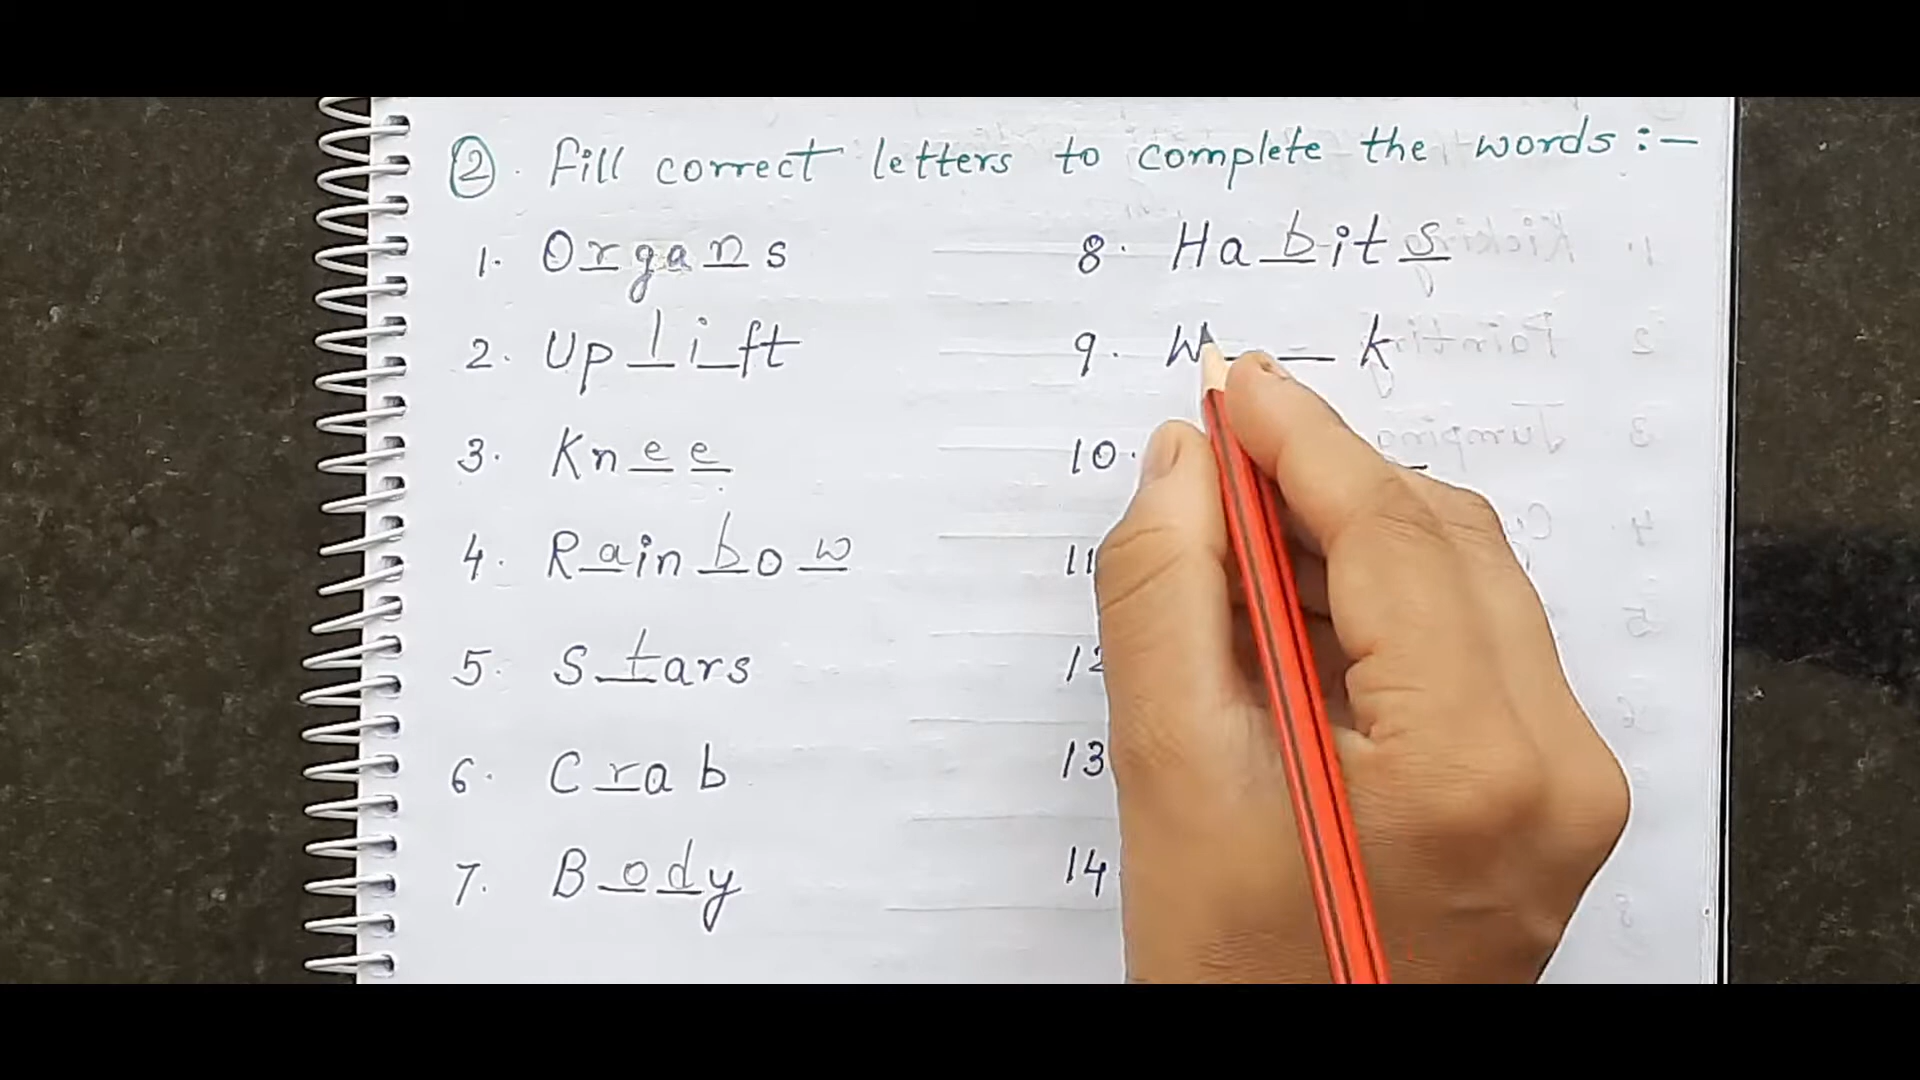 2. Fill correct letters to complete the words :-
1. Organs
2. Uplift
3. Knee
4. Rainbow
5. Stars
6. Crab
7. Body
8. Habits
9. W_ _ k
10.
11
12
13
14.